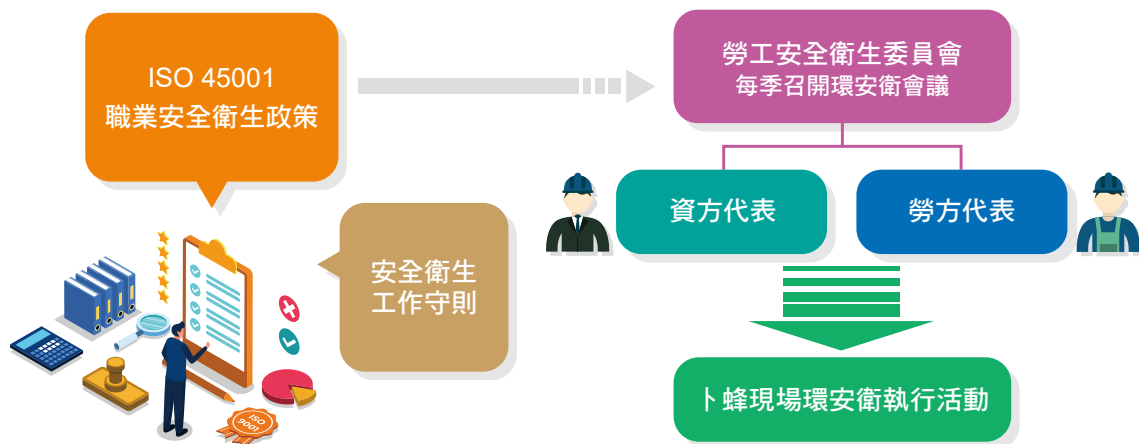 ISO 45001
職業安全衛生政策
勞工安全衛生委員會
每季召開環安衛會議
資方代表
勞方代表
安全衛生
工作守則
卜蜂現場環安衛執行活動
ISO
9001